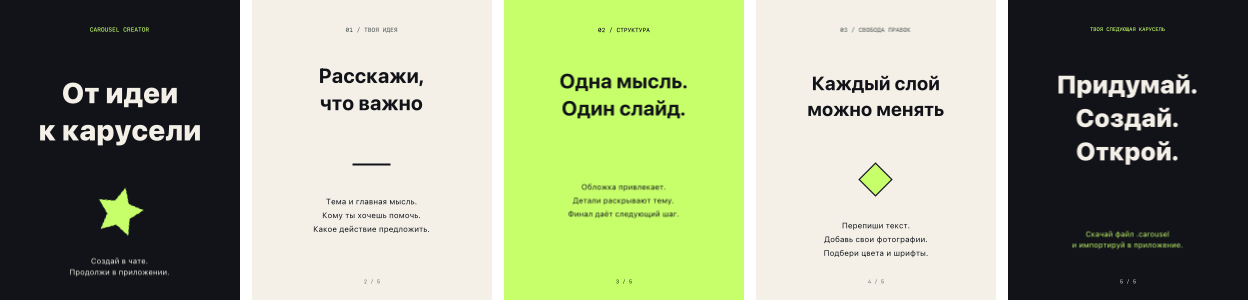 CAROUSEL CREATOR
От идеи
к карусели
Создай в чате.
Продолжи в приложении.
01 / ТВОЯ ИДЕЯ
Расскажи,
что важно
Тема и главная мысль.
Кому ты хочешь помочь.
Какое действие предложить.
2 / 5
02 / СТРУКТУРА
Одна мысль.
Один слайд.
Обложка привлекает.
Детали раскрывают тему.
Финал даёт следующий шаг.
3 / 5
03 / СВОБОДА ПРАВОК
Каждый слой
можно менять
Перепиши текст.
Добавь свои фотографии.
Подбери цвета и шрифты.
4 / 5
ТВОЯ СЛЕДУЮЩАЯ КАРУСЕЛЬ
Придумай.
Создай.
Открой.
Скачай файл .carousel
и импортируй в приложение.
5 / 5